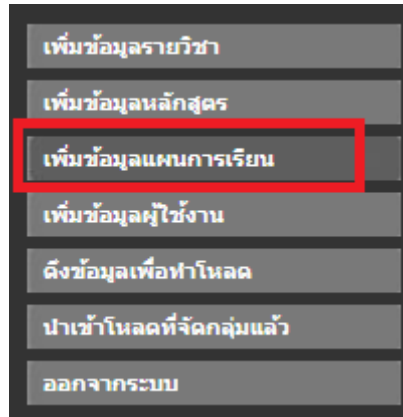 เพิ่มข้อมูลรายวิชา
เพิ่มข้อมูลหลักสูตร
เพิ่มข้อมูลแผนการเรียน
เพิ่มข้อมูลผู้ใช้งาน
ดึงข้อมูลเพื่อทำโหลด
นำเข้าโหลดที่จัดกลุ่มแล้ว
ออกจากระบบ